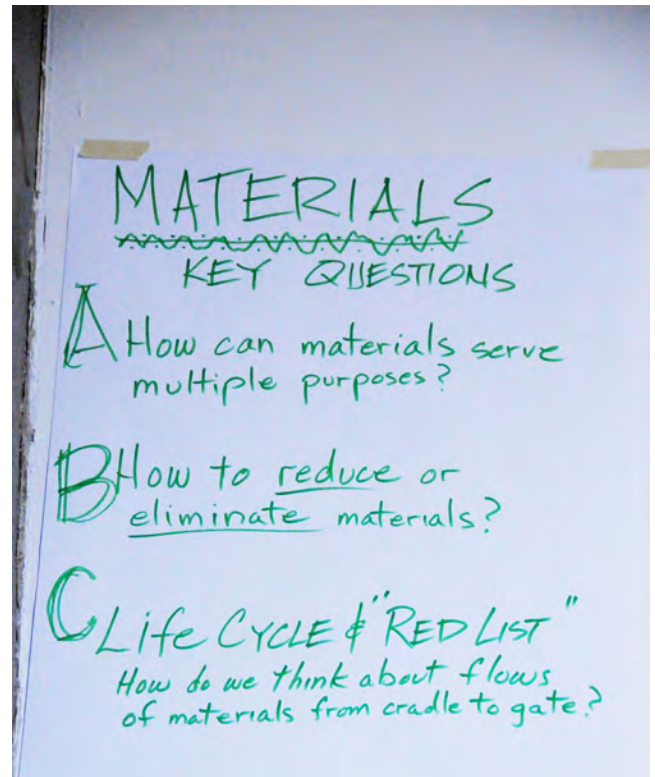 MATERIALS
KEY QUESTIONS
A How can materials serve
multiple purposes?
B How to reduce or
eliminate materials?
C Life CYCLE & "RED LIST"
How do we think about flows
of materials from cradle to gate?